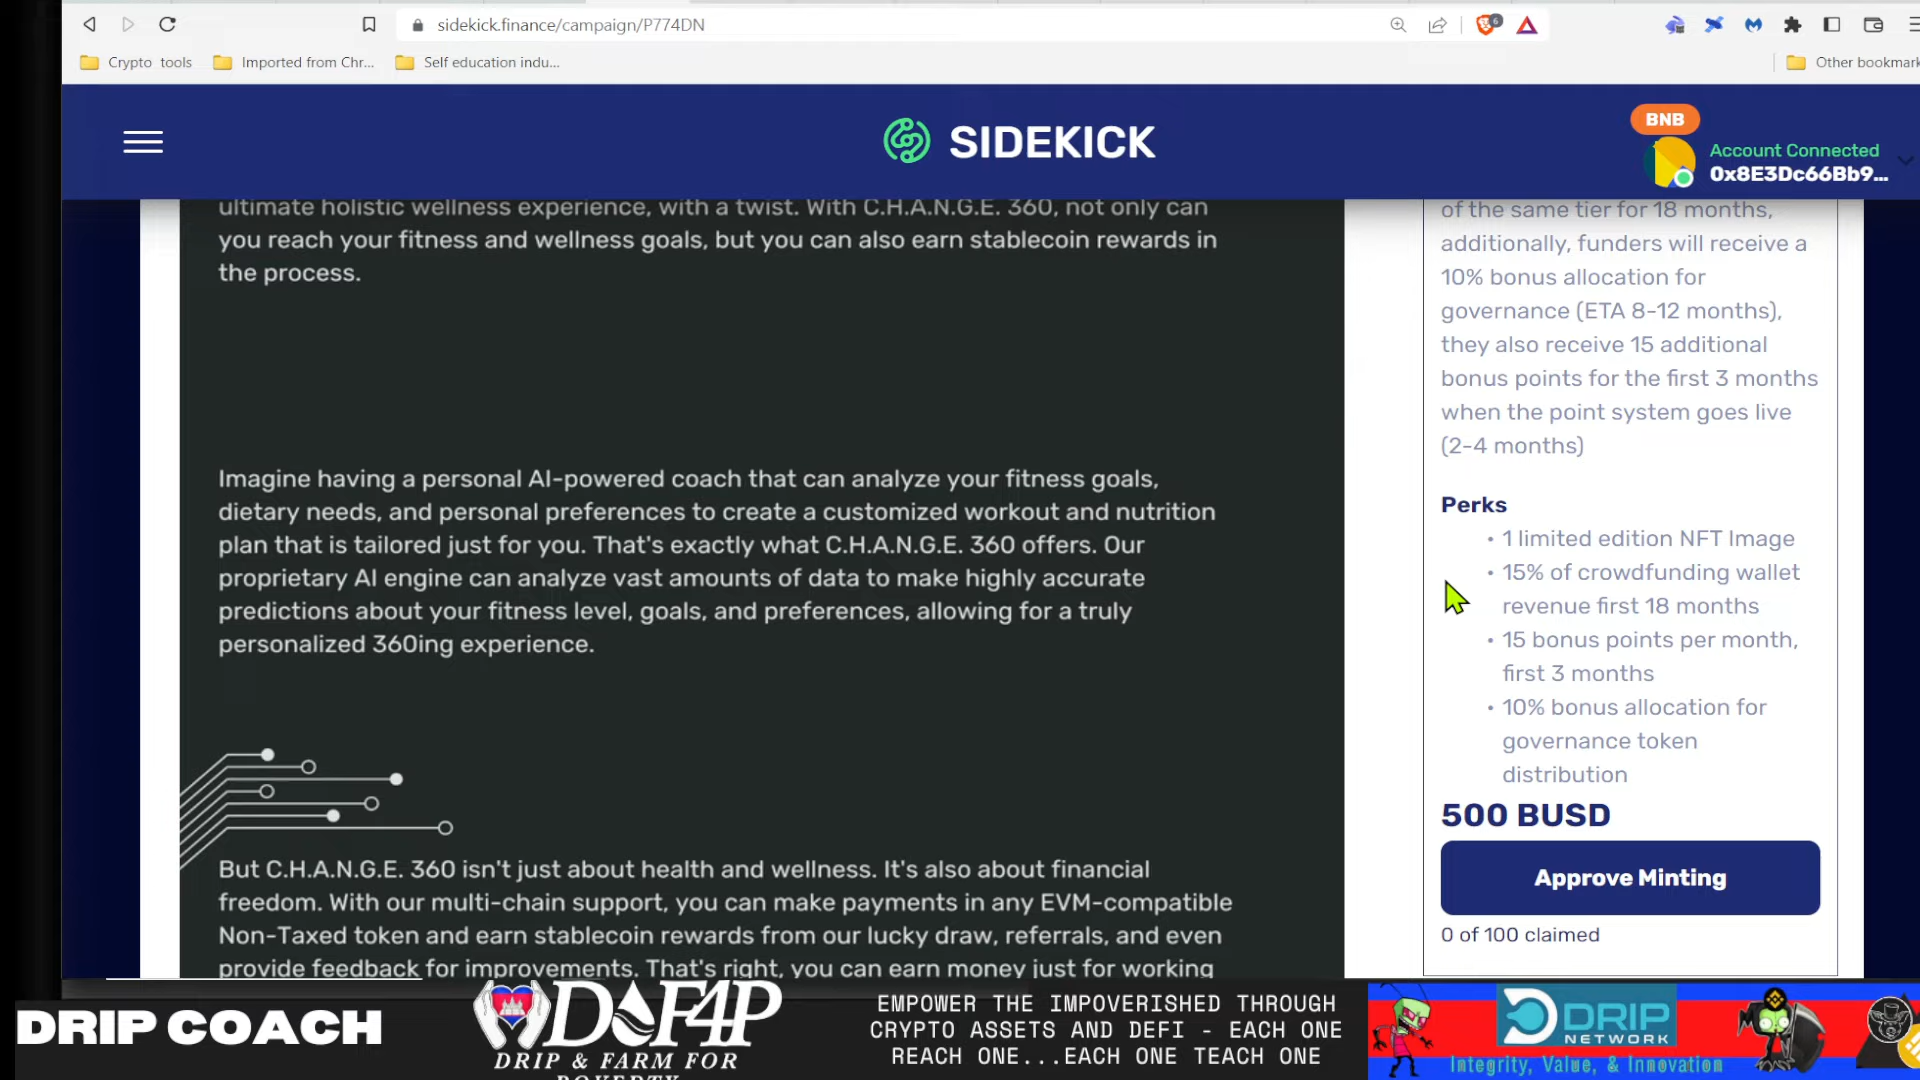 sidekick.finance/campaign/P774DN
6
Crypto tools
Imported from Chr...
Self education indu...
Other bookmark
SIDEKICK
BNB
Account Connected
0x8E3Dc66Bb9...
ultimate holistic wellness experience, with a twist. With C.H.A.N.G.E. 360, not only can
you reach your fitness and wellness goals, but you can also earn stablecoin rewards in
the process.
Imagine having a personal AI-powered coach that can analyze your fitness goals,
dietary needs, and personal preferences to create a customized workout and nutrition
plan that is tailored just for you. That's exactly what C.H.A.N.G.E. 360 offers. Our
proprietary AI engine can analyze vast amounts of data to make highly accurate
predictions about your fitness level, goals, and preferences, allowing for a truly
personalized 360ing experience.
But C.H.A.N.G.E. 360 isn't just about health and wellness. It's also about financial
freedom. With our multi-chain support, you can make payments in any EVM-compatible
Non-Taxed token and earn stablecoin rewards from our lucky draw, referrals, and even
provide feedback for improvements. That's right, you can earn money just for working
of the same tier for 18 months,
additionally, funders will receive a
10% bonus allocation for
governance (ETA 8-12 months),
they also receive 15 additional
bonus points for the first 3 months
when the point system goes live
(2-4 months)
Perks
• 1 limited edition NFT Image
• 15% of crowdfunding wallet
revenue first 18 months
• 15 bonus points per month,
first 3 months
• 10% bonus allocation for
governance token
distribution
500 BUSD
Approve Minting
0 of 100 claimed
DRIP COACH
D&F4P
DRIP & FARM FOR
POVERTY
EMPOWER THE IMPOVERISHED THROUGH
CRYPTO ASSETS AND DEFI - EACH ONE
REACH ONE...EACH ONE TEACH ONE
DRIP
NETWORK
Integrity, Value, & Innovation